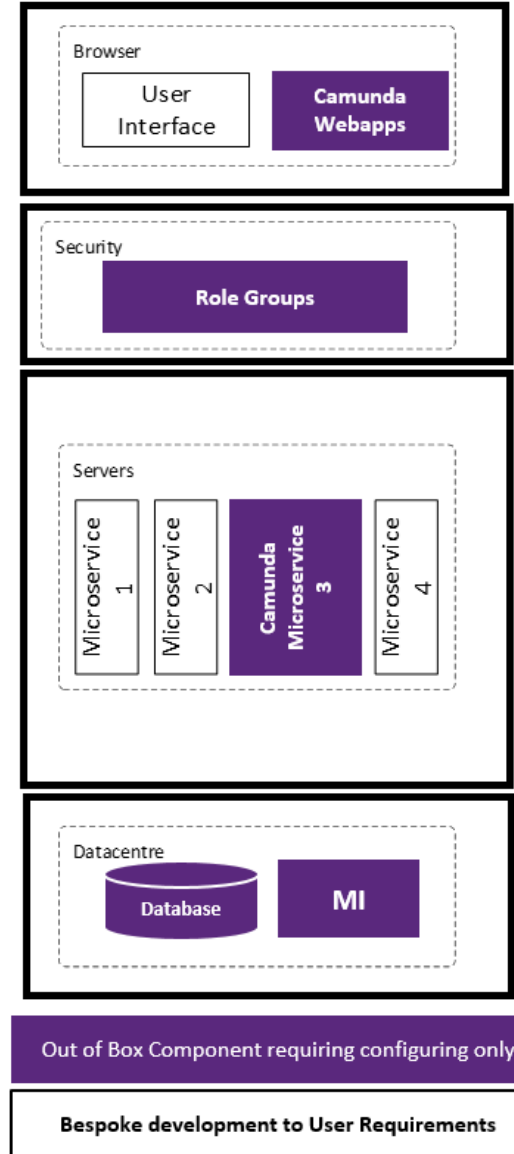 Browser
User
Interface
Camunda
Webapps
Security
Role Groups
Servers
Microservice
1
Microservice
2
Camunda
Microservice
3
Microservice
4
Datacentre
Database
MI
Out of Box Component requiring configuring only
Bespoke development to User Requirements